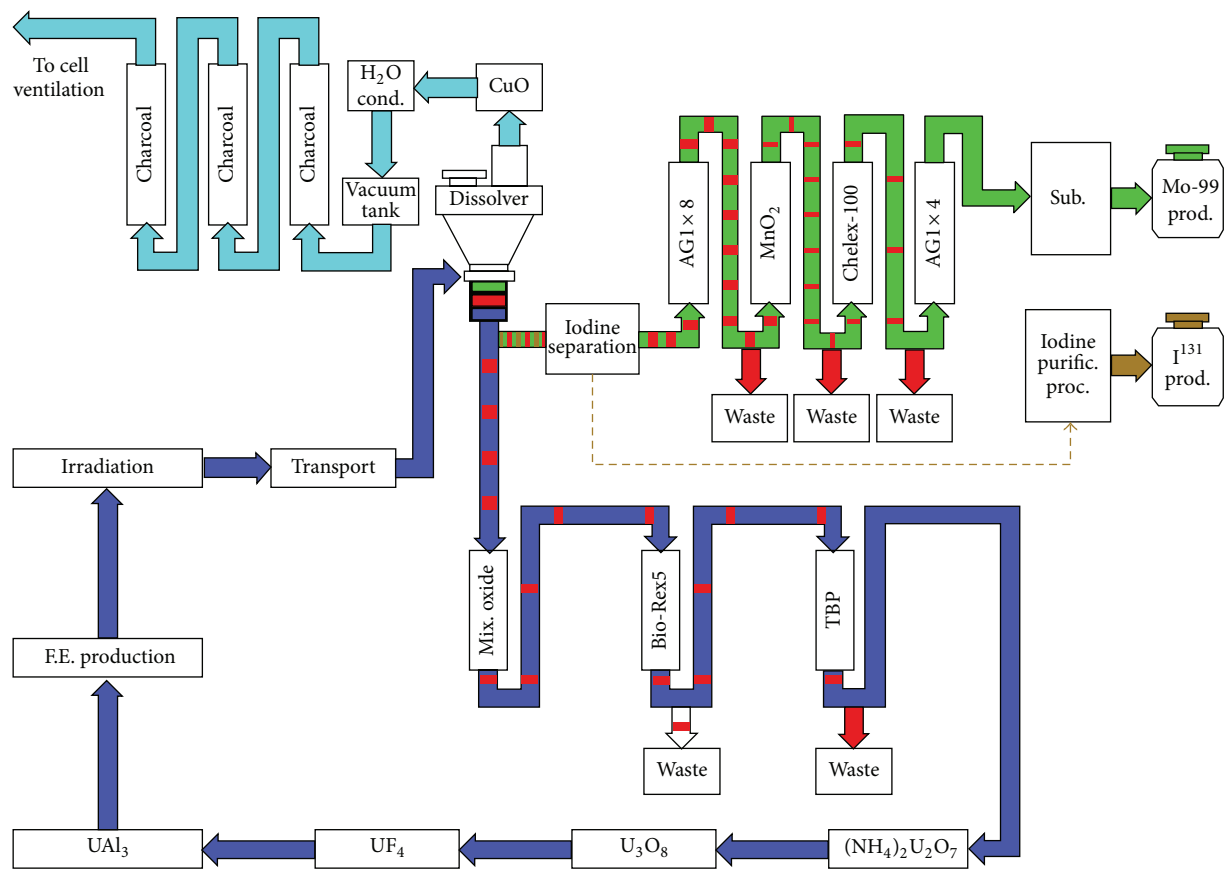 To cell
ventilation
Charcoal
Charcoal
Charcoal
H₂O
cond.
CuO
Vacuum
tank
Dissolver
AG1×8
MnO₂
Chelex-100
AG1×4
Sub.
Mo-99
prod.
Iodine
separation
Iodine
purific.
proc.
I¹³¹
prod.
Waste
Waste
Waste
Irradiation
Transport
Mix. oxide
Bio-Rex5
TBP
F.E. production
Waste
Waste
UAl₃
UF₄
U₃O₈
(NH₄)₂U₂O₇